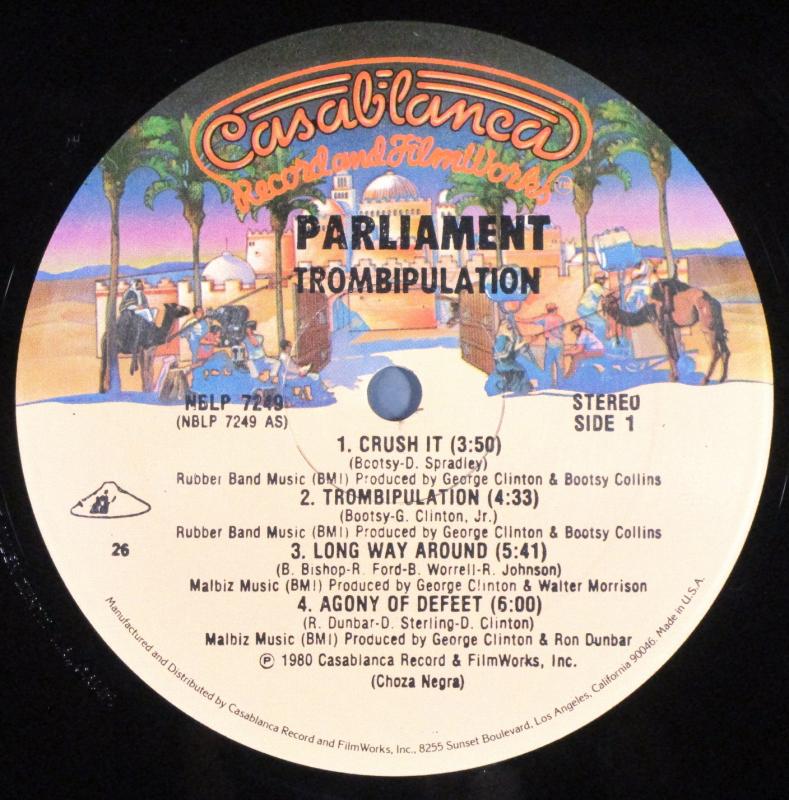 Casablanca
Record and FilmWorks™
PARLIAMENT
TROMBIPULATION
NBLP 7249
(NBLP 7249 AS)
STEREO
SIDE 1
1. CRUSH IT (3:50)
(Bootsy-D. Spradley)
Rubber Band Music (BMI) Produced by George Clinton & Bootsy Collins
2. TROMBIPULATION (4:33)
(Bootsy-G. Clinton, Jr.)
Rubber Band Music (BMI) Produced by George Clinton & Bootsy Collins
3. LONG WAY AROUND (5:41)
(B. Bishop-R. Ford-B. Worrell-R. Johnson)
Malbiz Music (BMI) Produced by George Clinton & Walter Morrison
4. AGONY OF DEFEET (6:00)
(R. Dunbar-D. Sterling-D. Clinton)
Malbiz Music (BMI) Produced by George Clinton & Ron Dunbar
℗ 1980 Casablanca Record & FilmWorks, Inc.
(Choza Negra)
26
Manufactured and Distributed by Casablanca Record and FilmWorks, Inc., 8255 Sunset Boulevard, Los Angeles, California 90046. Made in U.S.A.